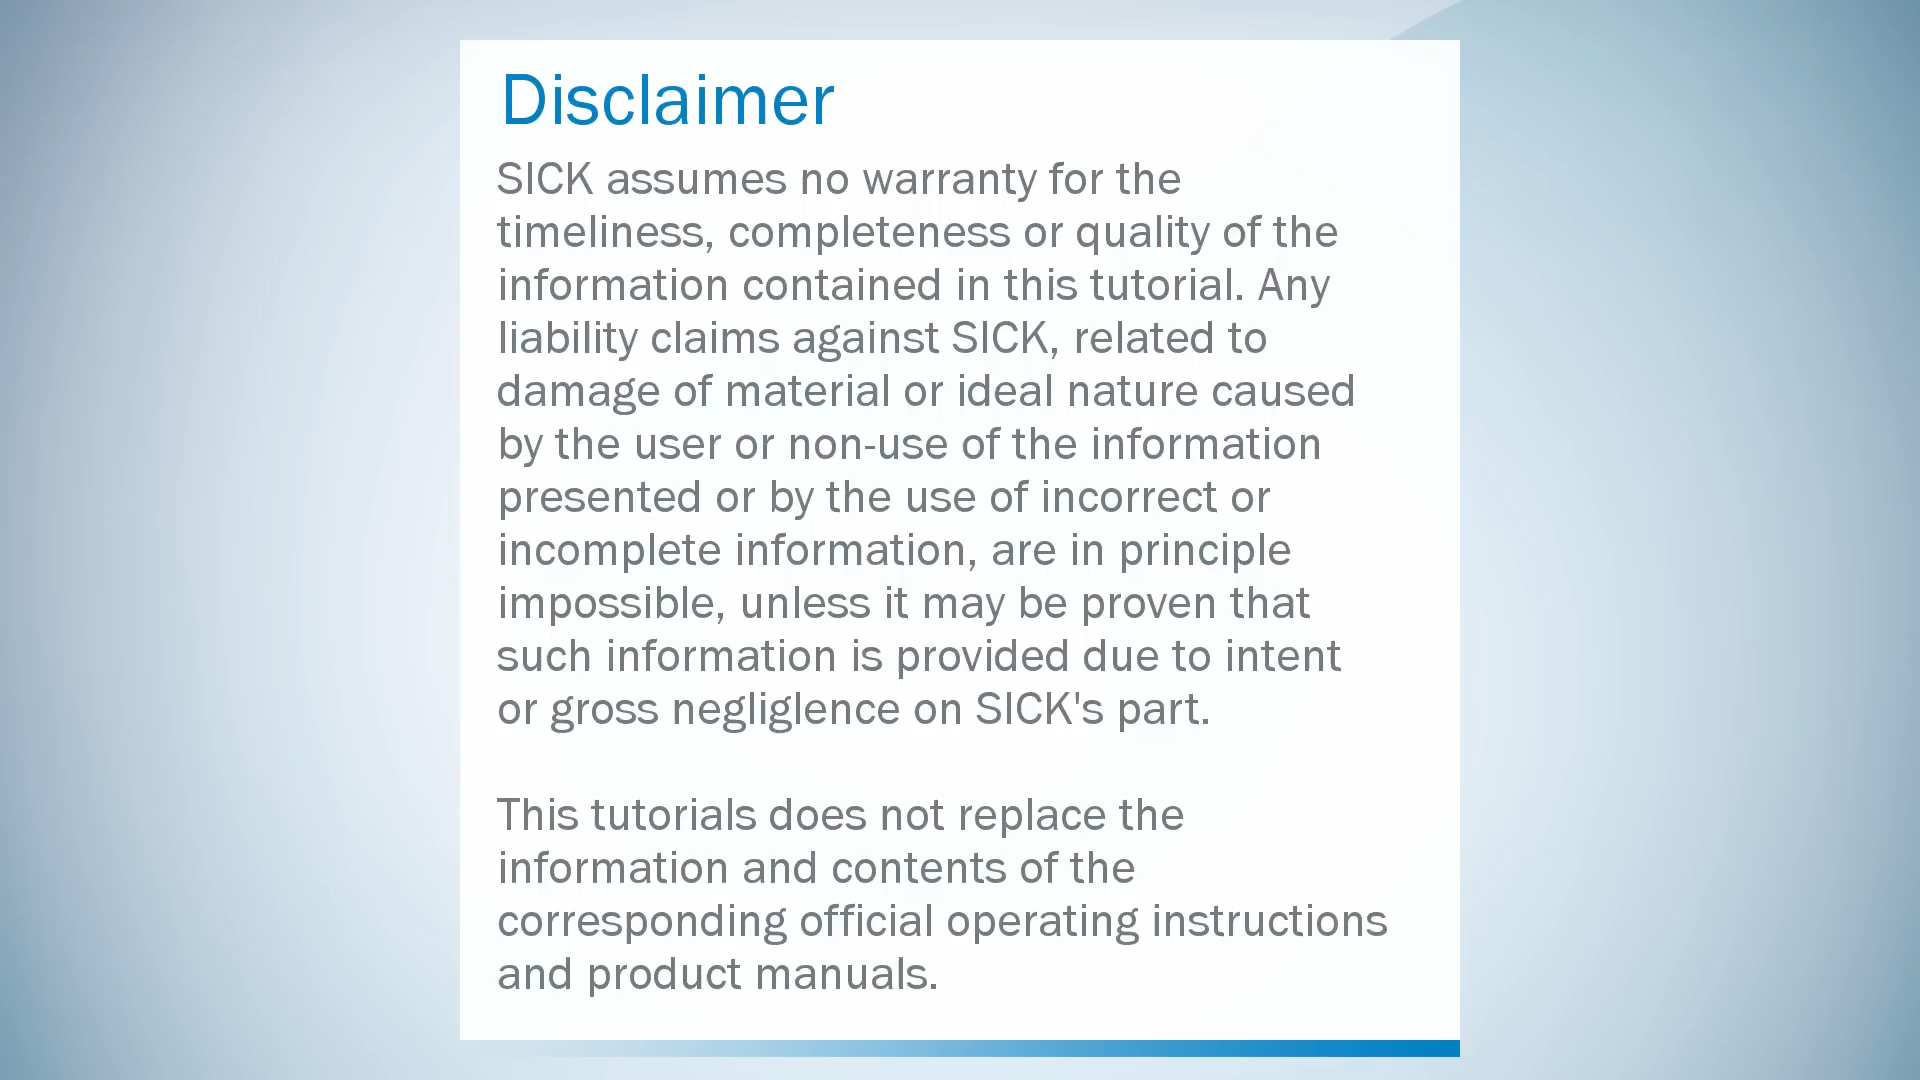 Disclaimer
SICK assumes no warranty for the
timeliness, completeness or quality of the
information contained in this tutorial. Any
liability claims against SICK, related to
damage of material or ideal nature caused
by the user or non-use of the information
presented or by the use of incorrect or
incomplete information, are in principle
impossible, unless it may be proven that
such information is provided due to intent
or gross negliglence on SICK's part.
This tutorials does not replace the
information and contents of the
corresponding official operating instructions
and product manuals.